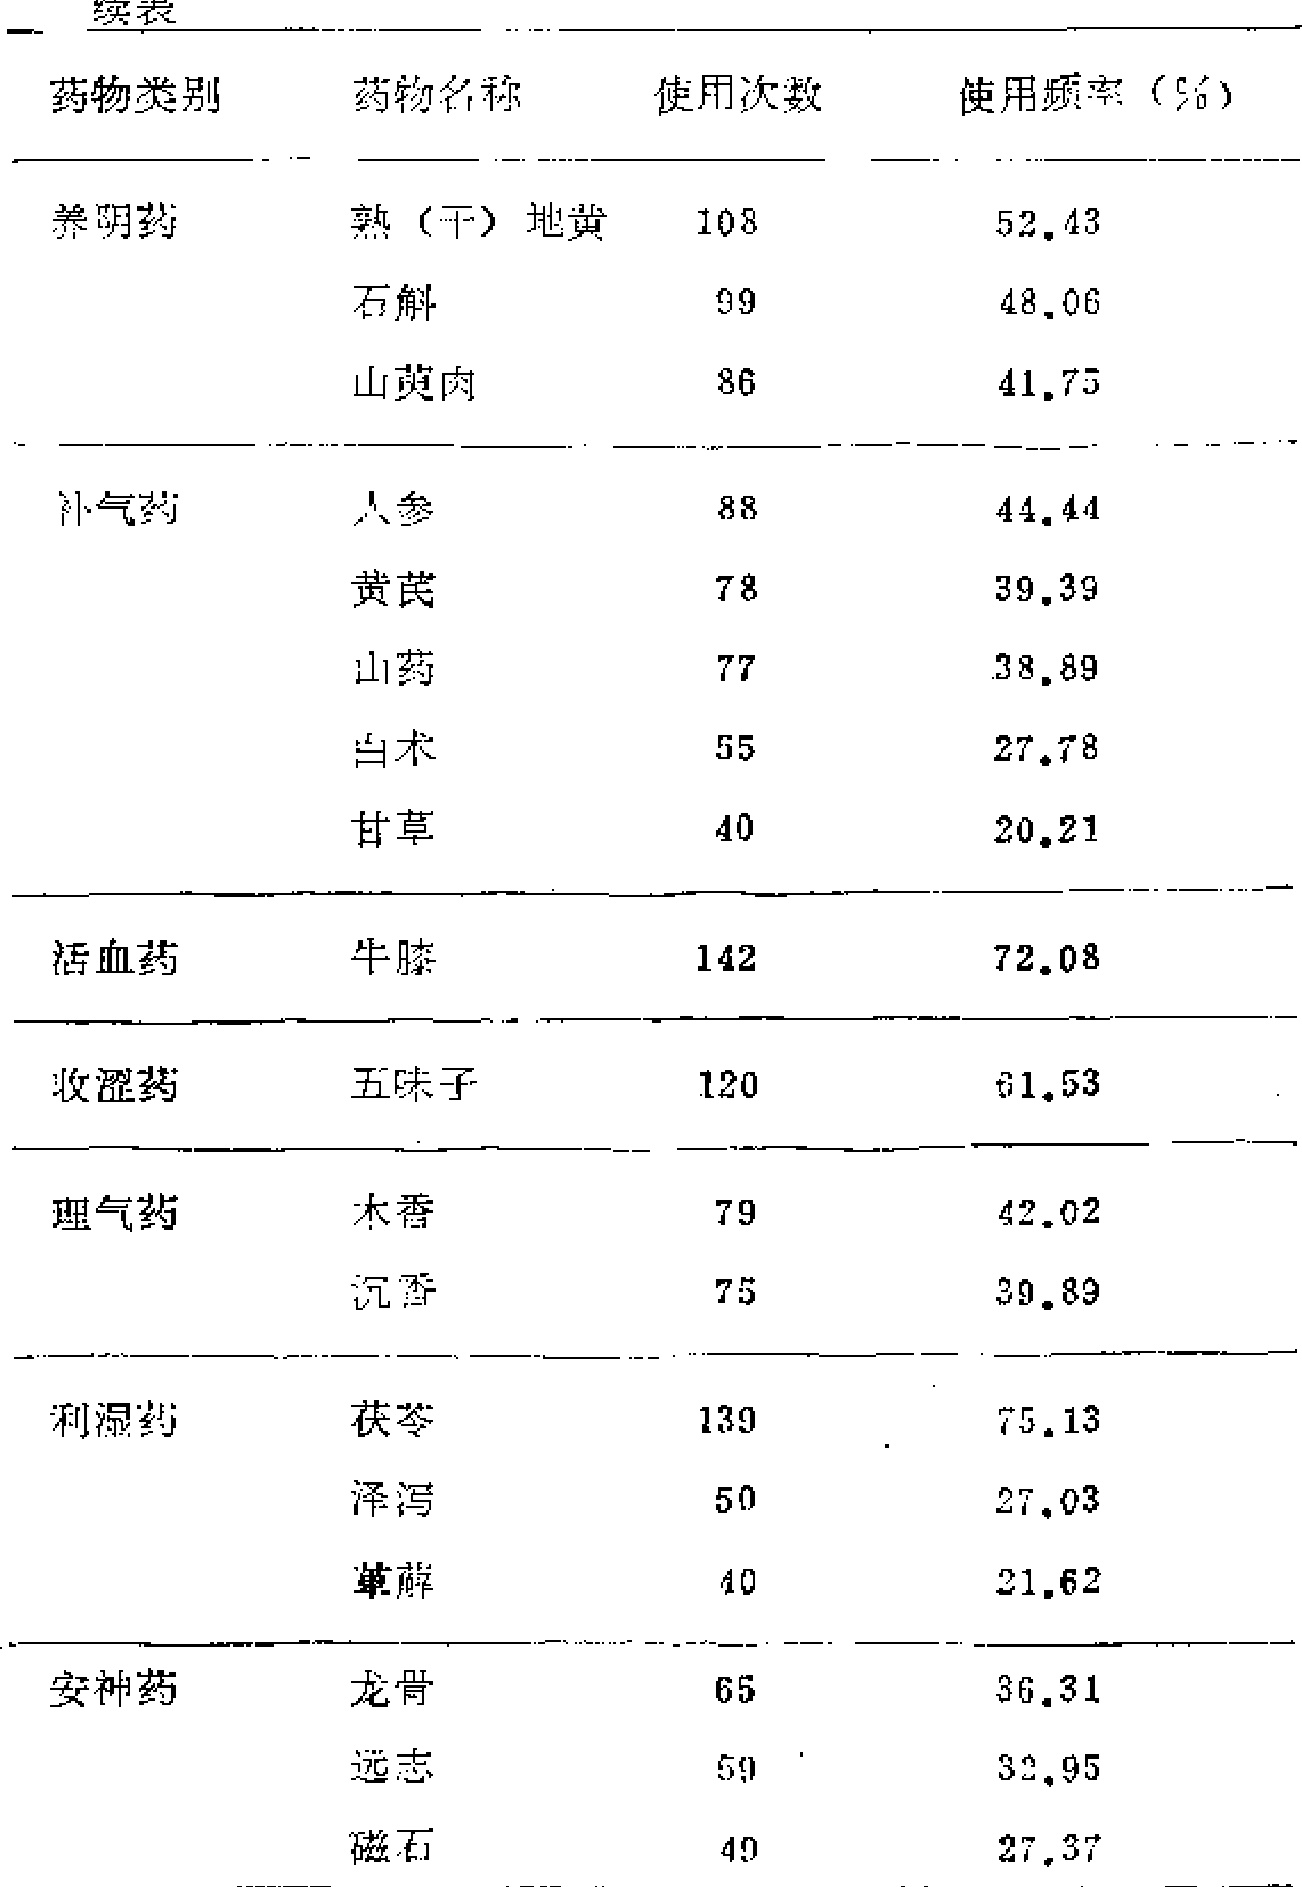 续表
药物类别 药物名称 使用次数 使用频率（%）
养阴药 熟（干）地黄 108 52.43
石斛 99 48.06
山萸肉 86 41.75
补气药 人参 88 44.44
黄芪 78 39.39
山药 77 38.89
白术 55 27.78
甘草 40 20.21
活血药 牛膝 142 72.08
收涩药 五味子 120 61.53
理气药 木香 79 42.02
沉香 75 39.89
利湿药 茯苓 139 75.13
泽泻 50 27.03
萆薢 40 21.62
安神药 龙骨 65 36.31
远志 59 32.95
磁石 49 27.37